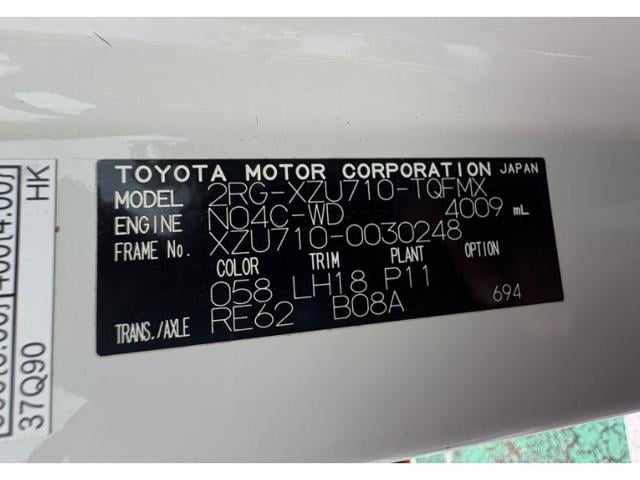 TOYOTA MOTOR CORPORATION JAPAN
MODEL 2RG-XZU710-TQFMX
ENGINE N04C-WD 4009 mL
FRAME No. XZU710-0030248
COLOR TRIM PLANT OPTION
058 LH18 P11
TRANS./AXLE RE62 B08A 694
HK
37Q90